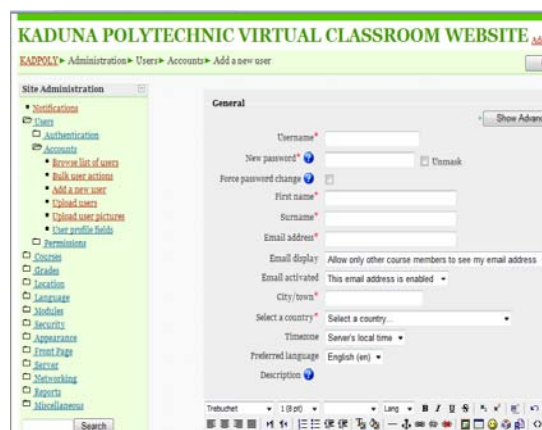 KADUNA POLYTECHNIC VIRTUAL CLASSROOM WEBSITE
KADPOLY ► Administration ► Users ► Accounts ► Add a new user
Site Administration
Notifications
Users
Authentication
Accounts
Browse list of users
Bulk user actions
Add a new user
Upload users
Upload user pictures
User profile fields
Permissions
Courses
Grades
Location
Language
Modules
Security
Appearance
Front Page
Server
Networking
Reports
Miscellaneous
Search
General
* Show Advan
Username*
New password* Unmask
Force password change
First name*
Surname*
Email address*
Email display Allow only other course members to see my email address
Email activated This email address is enabled
City/town*
Select a country* Select a country...
Timezone Server's local time
Preferred language English (en)
Description
Trebuchet 1 (8 pt) Lang B I U S